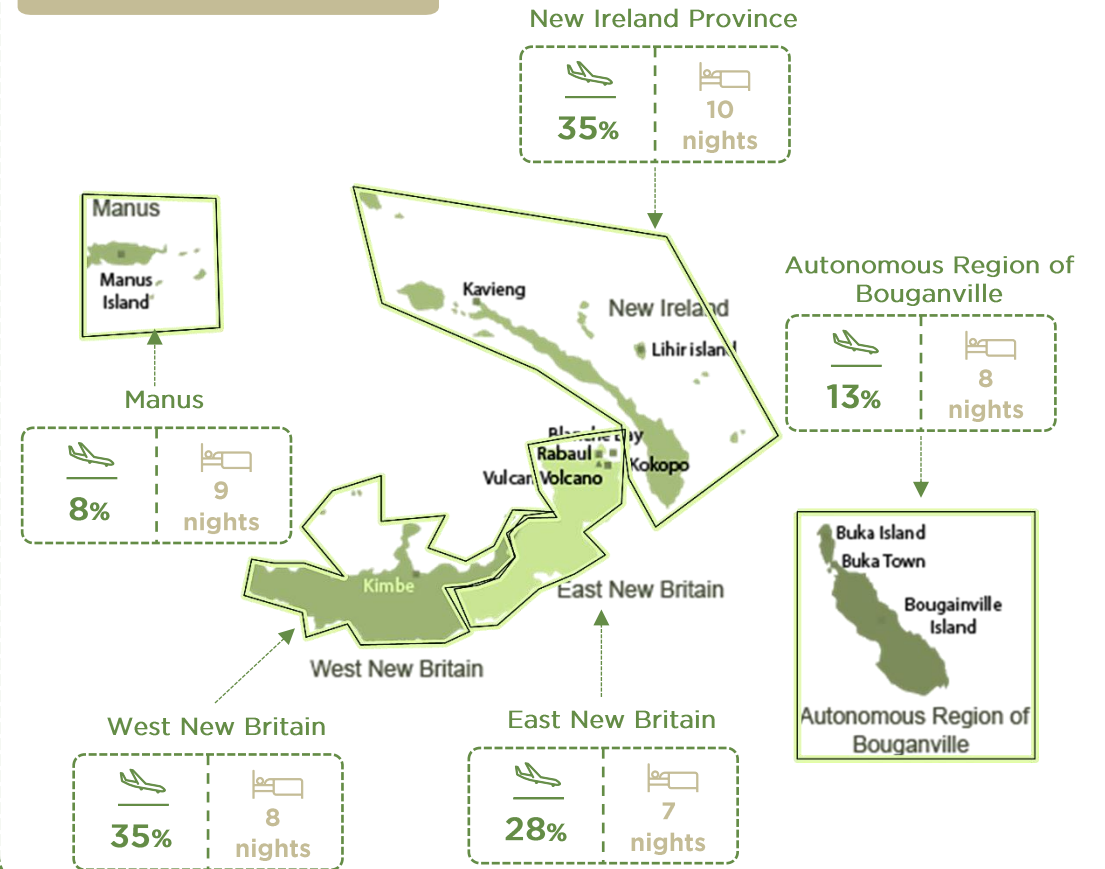 New Ireland Province
35%
10
nights
Manus
Manus
Island
Kavieng
New Ireland
Lihir island
Autonomous Region of
Bouganville
13%
8
nights
Manus
8%
9
nights
Blanche Bay
Rabaul
Kokopo
Vulcan Volcano
Kimbe
East New Britain
West New Britain
Buka Island
Buka Town
Bougainville
Island
Autonomous Region of
Bouganville
West New Britain
35%
8
nights
East New Britain
28%
7
nights